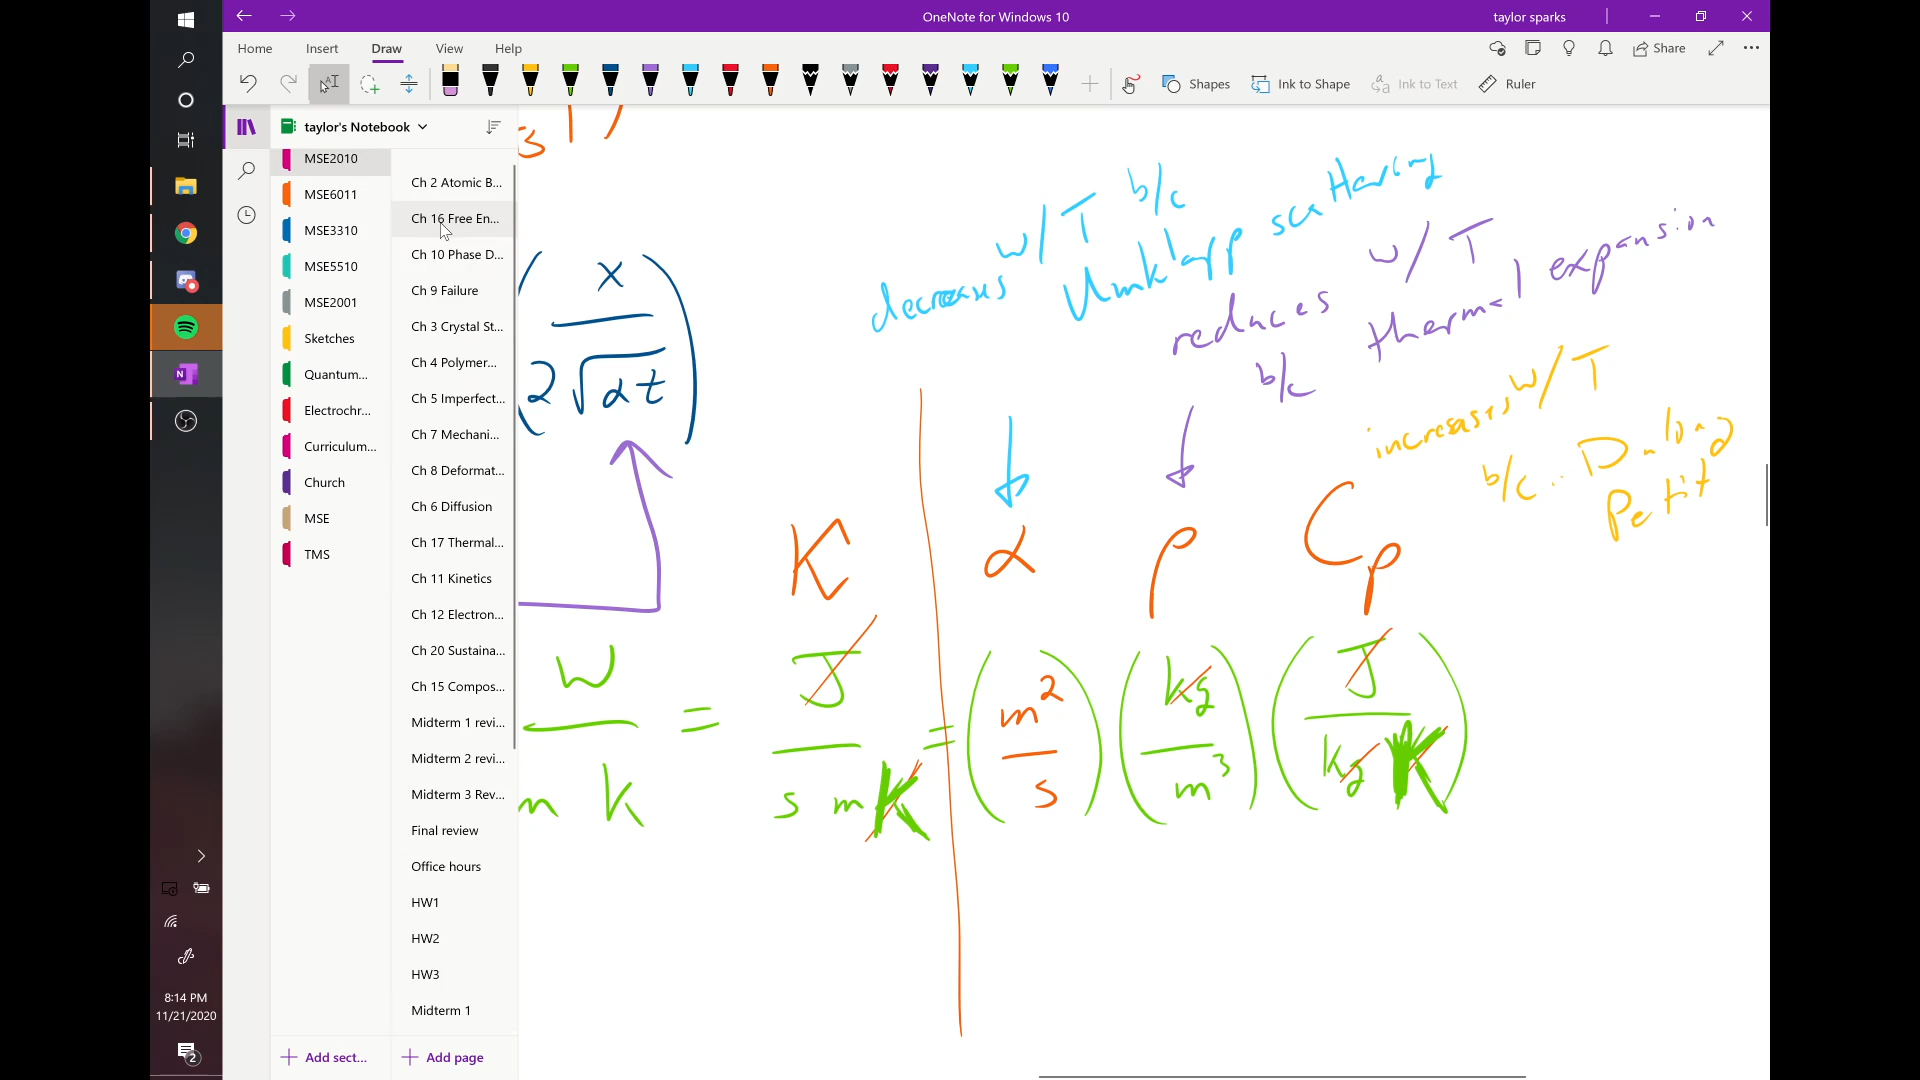 OneNote for Windows 10
taylor sparks
Home Insert Draw View Help
Share
Shapes
Ink to Shape
Ink to Text
Ruler
taylor's Notebook
MSE2010
MSE6011
MSE3310
MSE5510
MSE2001
Sketches
Quantum...
Electrochr...
Curriculum...
Church
MSE
TMS
Add sect...
Ch 2 Atomic B...
Ch 16 Free En...
Ch 10 Phase D...
Ch 9 Failure
Ch 3 Crystal St...
Ch 4 Polymer...
Ch 5 Imperfect...
Ch 7 Mechani...
Ch 8 Deformat...
Ch 6 Diffusion
Ch 17 Thermal...
Ch 11 Kinetics
Ch 12 Electron...
Ch 20 Sustaina...
Ch 15 Compos...
Midterm 1 revi...
Midterm 2 revi...
Midterm 3 Rev...
Final review
Office hours
HW1
HW2
HW3
Midterm 1
Add page
8:14 PM
11/21/2020
2
3
( x / 2 √αt )
decreases w/ T b/c
Umklapp scattering
reduces w/ T
b/c thermal expansion
increases w/ T
b/c .. Dulong
Petit
K α ρ Cp
W / m k = J / s m K = (m² / s) (kg / m³) (J / kg K)